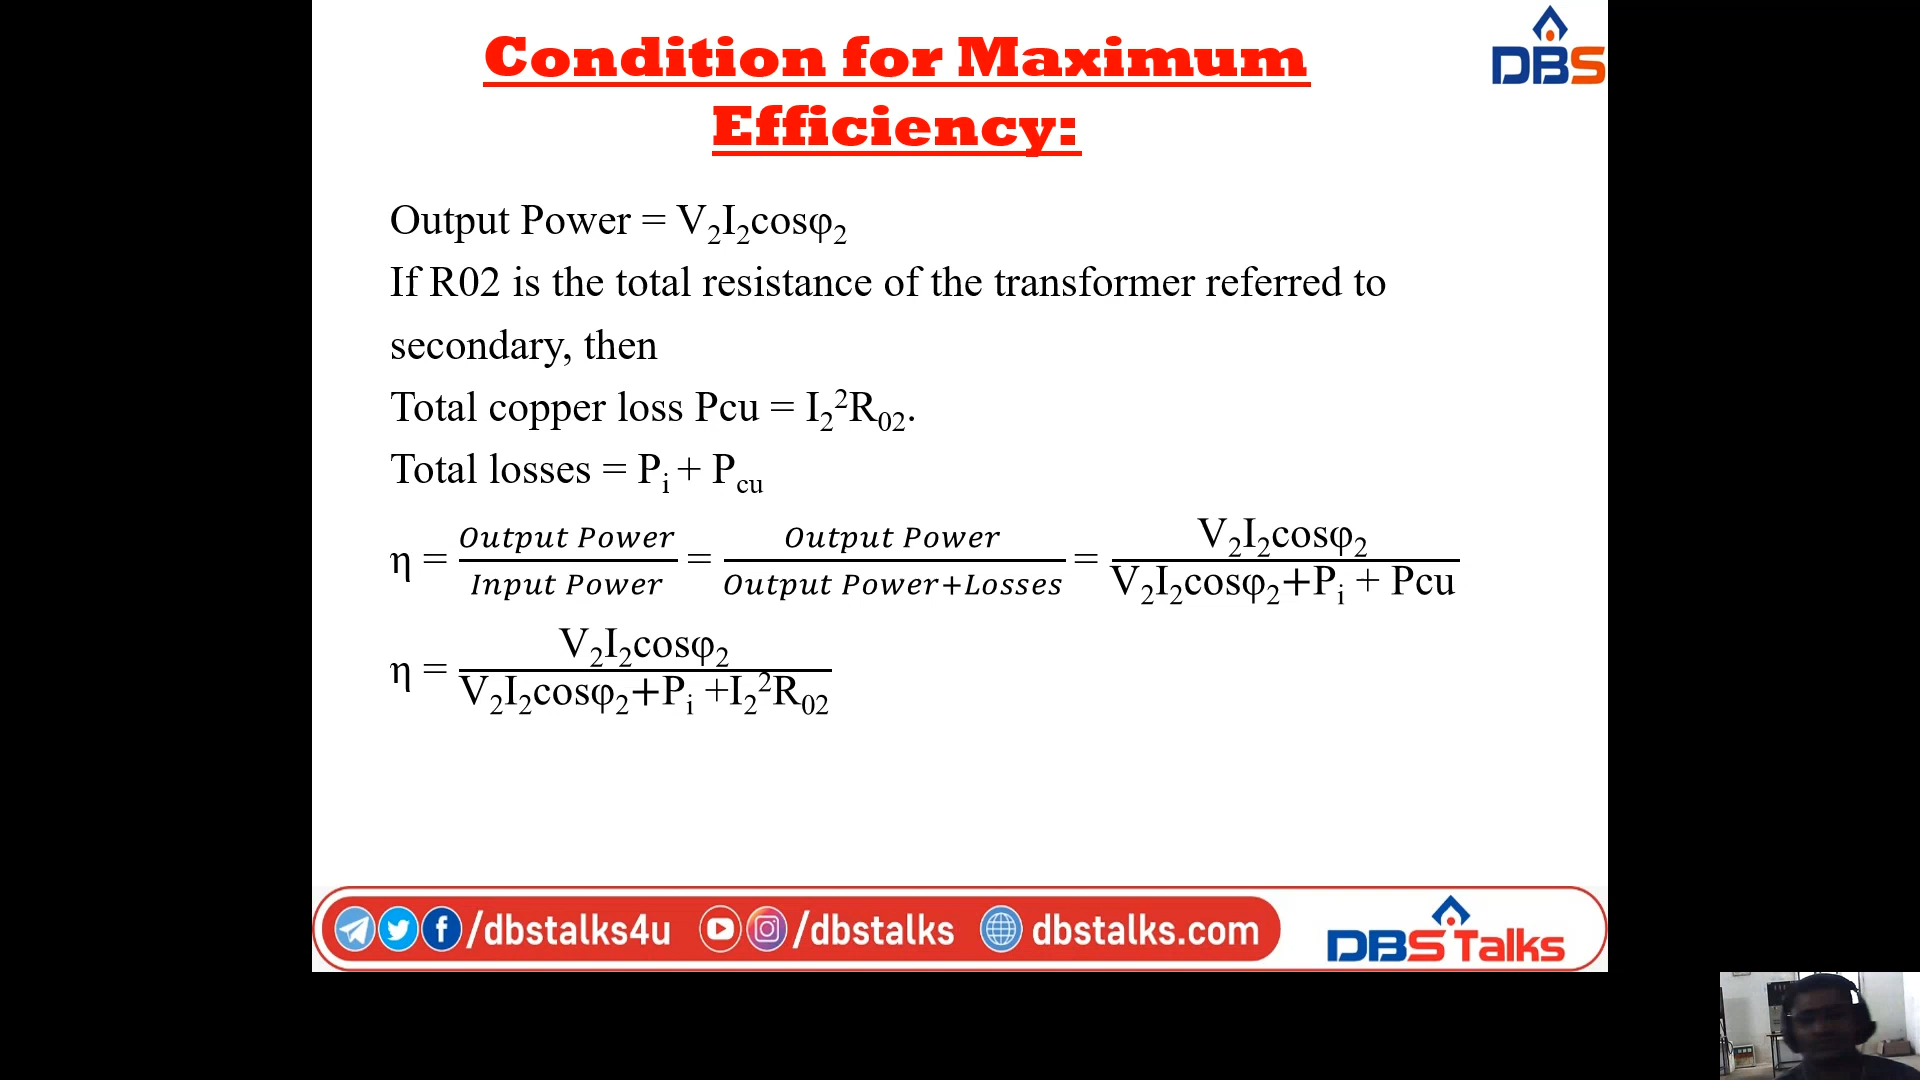 Condition for Maximum
Efficiency:
DBS
Output Power = V₂I₂cosφ₂
If R02 is the total resistance of the transformer referred to
secondary, then
Total copper loss Pcu = I₂²R₀₂.
Total losses = Pᵢ + P꜀ᵤ
η = Output Power / Input Power = Output Power / Output Power+Losses = V₂I₂cosφ₂ / V₂I₂cosφ₂+Pᵢ + Pcu
η = V₂I₂cosφ₂ / V₂I₂cosφ₂+Pᵢ +I₂²R₀₂
/dbstalks4u /dbstalks dbstalks.com DBS Talks